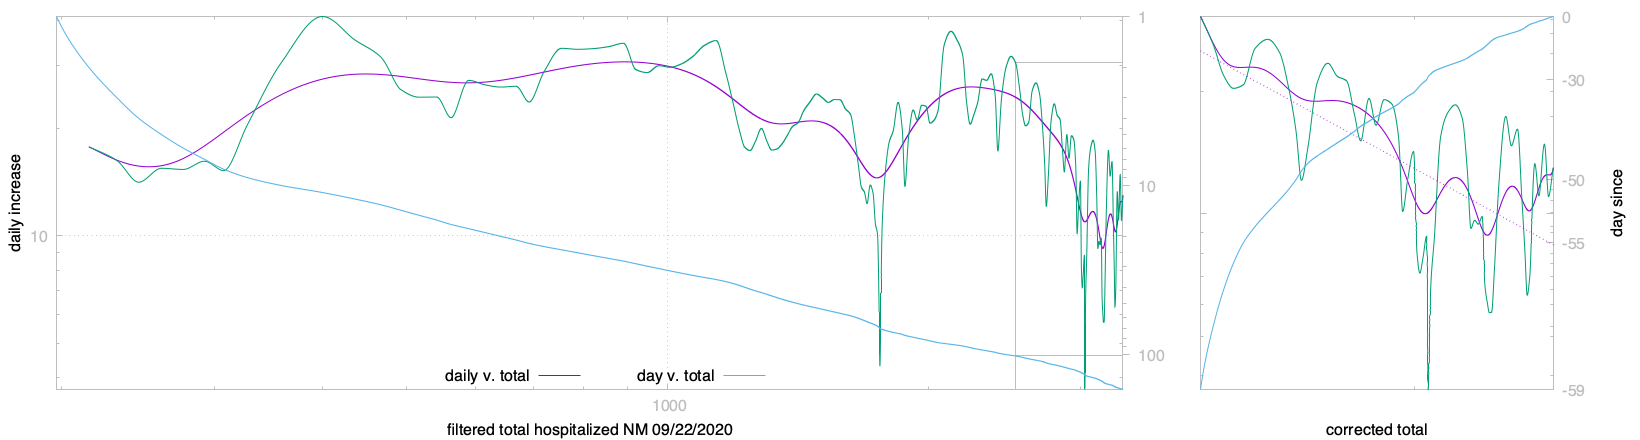 daily increase
10
daily v. total
day v. total
1000
filtered total hospitalized NM 09/22/2020
1
10
100
0
-30
-50
-55
-59
day since
corrected total